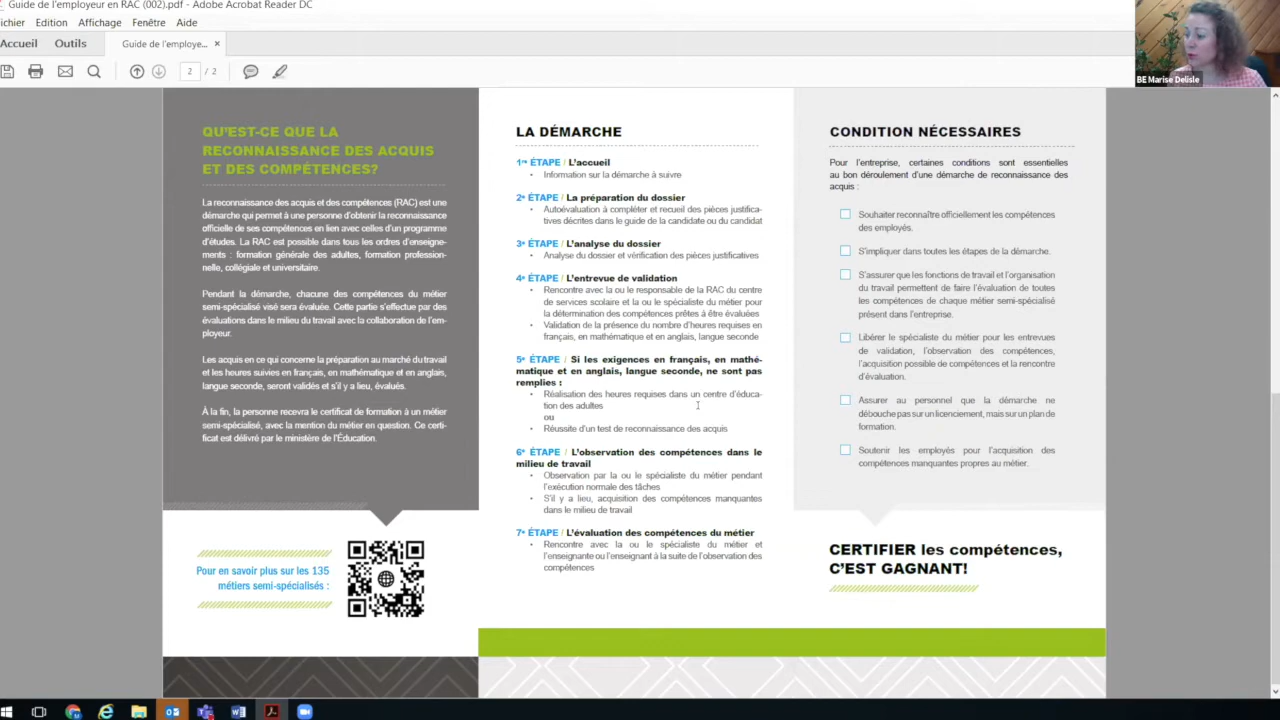 Guide de l'employeur en RAC (002).pdf - Adobe Acrobat Reader DC
ichier Edition Affichage Fenêtre Aide
Accueil Outils Guide de l'employe... ×
2 / 2
BE Marise Delisle
QU'EST-CE QUE LA
RECONNAISSANCE DES ACQUIS
ET DES COMPÉTENCES?
La reconnaissance des acquis et des compétences (RAC) est une
démarche qui permet à une personne d'obtenir la reconnaissance
officielle de ses compétences en lien avec celles d'un programme
d'études. La RAC est possible dans tous les ordres d'enseigne-
ments : formation générale des adultes, formation profession-
nelle, collégiale et universitaire.
Pendant la démarche, chacune des compétences du métier
semi-spécialisé visé sera évaluée. Cette partie s'effectue par des
évaluations dans le milieu du travail avec la collaboration de l'em-
ployeur.
Les acquis en ce qui concerne la préparation au marché du travail
et les heures suivies en français, en mathématique et en anglais,
langue seconde, seront validés et s'il y a lieu, évalués.
À la fin, la personne recevra le certificat de formation à un métier
semi-spécialisé, avec la mention du métier en question. Ce certi-
ficat est délivré par le ministère de l'Éducation.
Pour en savoir plus sur les 135
métiers semi-spécialisés :
LA DÉMARCHE
1re ÉTAPE / L'accueil
• Information sur la démarche à suivre
2e ÉTAPE / La préparation du dossier
• Autoévaluation à compléter et recueil des pièces justifica-
tives décrites dans le guide de la candidate ou du candidat
3e ÉTAPE / L'analyse du dossier
• Analyse du dossier et vérification des pièces justificatives
4e ÉTAPE / L'entrevue de validation
• Rencontre avec la ou le responsable de la RAC du centre
de services scolaire et la ou le spécialiste du métier pour
la détermination des compétences prêtes à être évaluées
• Validation de la présence du nombre d'heures requises en
français, en mathématique et en anglais, langue seconde
5e ÉTAPE / Si les exigences en français, en mathé-
matique et en anglais, langue seconde, ne sont pas
remplies :
• Réalisation des heures requises dans un centre d'éduca-
tion des adultes
ou
• Réussite d'un test de reconnaissance des acquis
6e ÉTAPE / L'observation des compétences dans le
milieu de travail
• Observation par la ou le spécialiste du métier pendant
l'exécution normale des tâches
• S'il y a lieu, acquisition des compétences manquantes
dans le milieu de travail
7e ÉTAPE / L'évaluation des compétences du métier
• Rencontre avec la ou le spécialiste du métier et
l'enseignante ou l'enseignant à la suite de l'observation des
compétences
CONDITION NÉCESSAIRES
Pour l'entreprise, certaines conditions sont essentielles
au bon déroulement d'une démarche de reconnaissance des
acquis :
Souhaiter reconnaître officiellement les compétences
des employés.
S'impliquer dans toutes les étapes de la démarche.
S'assurer que les fonctions de travail et l'organisation
du travail permettent de faire l'évaluation de toutes
les compétences de chaque métier semi-spécialisé
présent dans l'entreprise.
Libérer le spécialiste du métier pour les entrevues
de validation, l'observation des compétences,
l'acquisition possible de compétences et la rencontre
d'évaluation.
Assurer au personnel que la démarche ne
débouche pas sur un licenciement, mais sur un plan de
formation.
Soutenir les employés pour l'acquisition des
compétences manquantes propres au métier.
CERTIFIER les compétences,
C'EST GAGNANT!